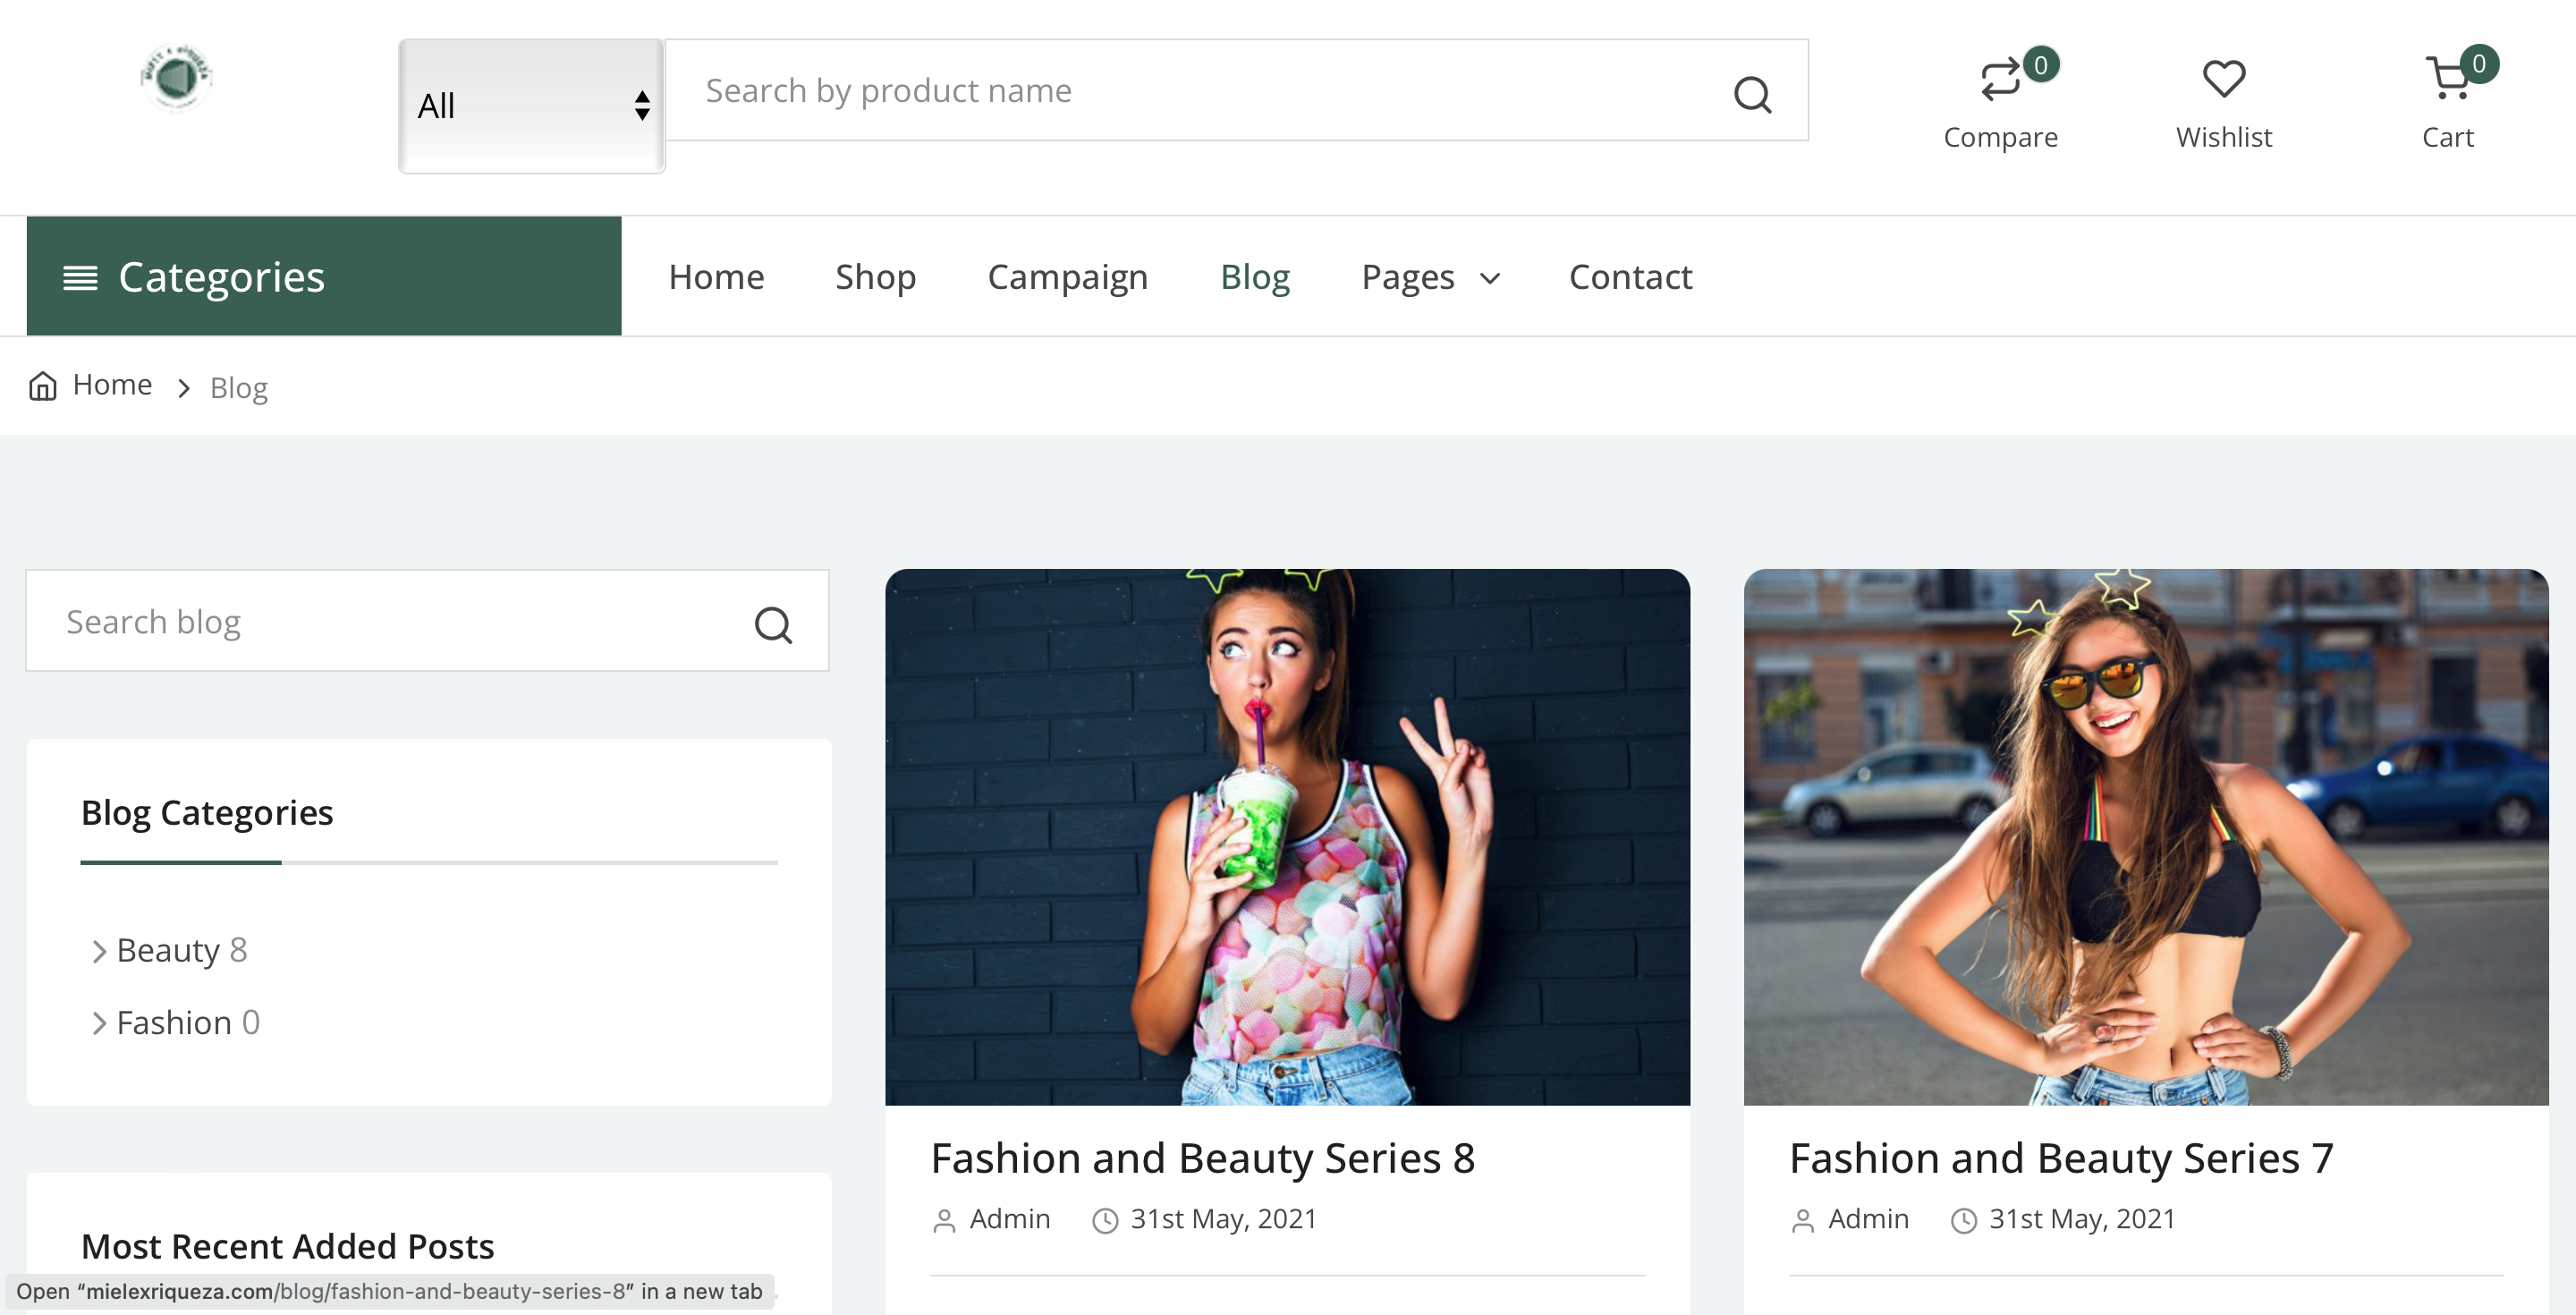 All
Search by product name
0
0
Compare
Wishlist
Cart
Categories
Home
Shop
Campaign
Blog
Pages
Contact
Home
Blog
Search blog
Blog Categories
Beauty 8
Fashion 0
Most Recent Added Posts
Fashion and Beauty Series 8
Admin
31st May, 2021
Fashion and Beauty Series 7
Admin
31st May, 2021
Open “mielexriqueza.com/blog/fashion-and-beauty-series-8” in a new tab